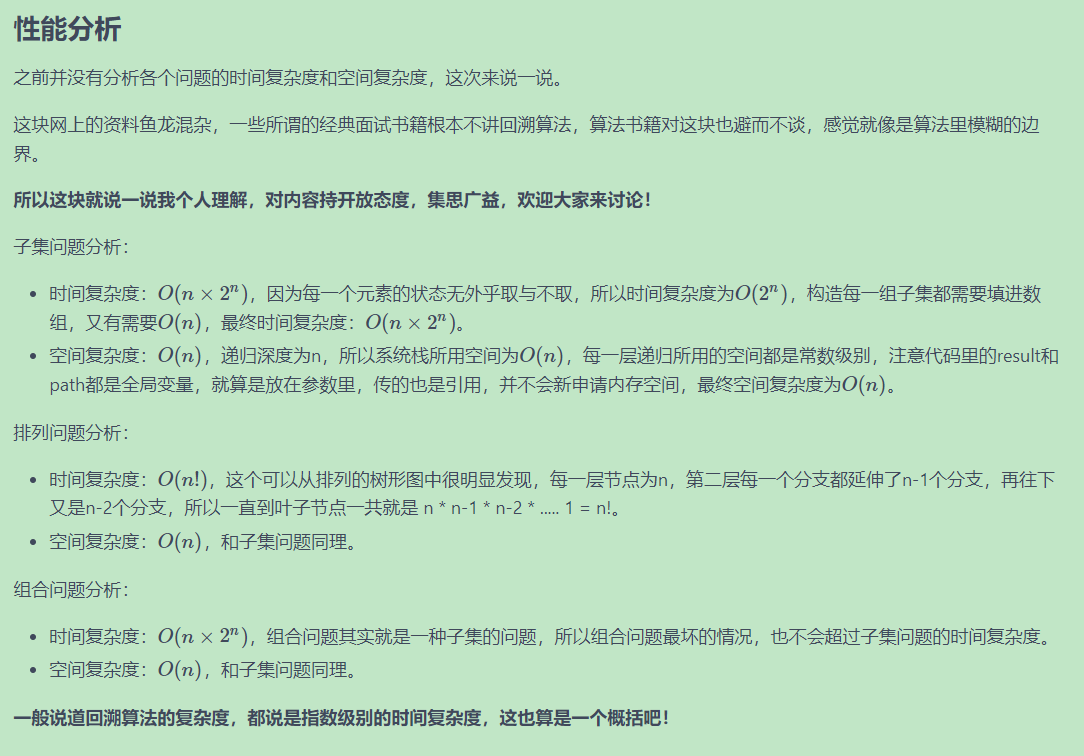 性能分析
之前并没有分析各个问题的时间复杂度和空间复杂度，这次来说一说。
这块网上的资料鱼龙混杂，一些所谓的经典面试书籍根本不讲回溯算法，算法书籍对这块也避而不谈，感觉就像是算法里模糊的边
界。
所以这块就说一说我个人理解，对内容持开放态度，集思广益，欢迎大家来讨论！
子集问题分析：
• 时间复杂度：O(n × 2^n)，因为每一个元素的状态无外乎取与不取，所以时间复杂度为O(2^n)，构造每一组子集都需要填进数
组，又有需要O(n)，最终时间复杂度：O(n × 2^n)。
• 空间复杂度：O(n)，递归深度为n，所以系统栈所用空间为O(n)，每一层递归所用的空间都是常数级别，注意代码里的result和
path都是全局变量，就算是放在参数里，传的也是引用，并不会新申请内存空间，最终空间复杂度为O(n)。
排列问题分析：
• 时间复杂度：O(n!)，这个可以从排列的树形图中很明显发现，每一层节点为n，第二层每一个分支都延伸了n-1个分支，再往下
又是n-2个分支，所以一直到叶子节点一共就是 n * n-1 * n-2 * ..... 1 = n!。
• 空间复杂度：O(n)，和子集问题同理。
组合问题分析：
• 时间复杂度：O(n × 2^n)，组合问题其实就是一种子集的问题，所以组合问题最坏的情况，也不会超过子集问题的时间复杂度。
• 空间复杂度：O(n)，和子集问题同理。
一般说道回溯算法的复杂度，都说是指数级别的时间复杂度，这也算是一个概括吧！